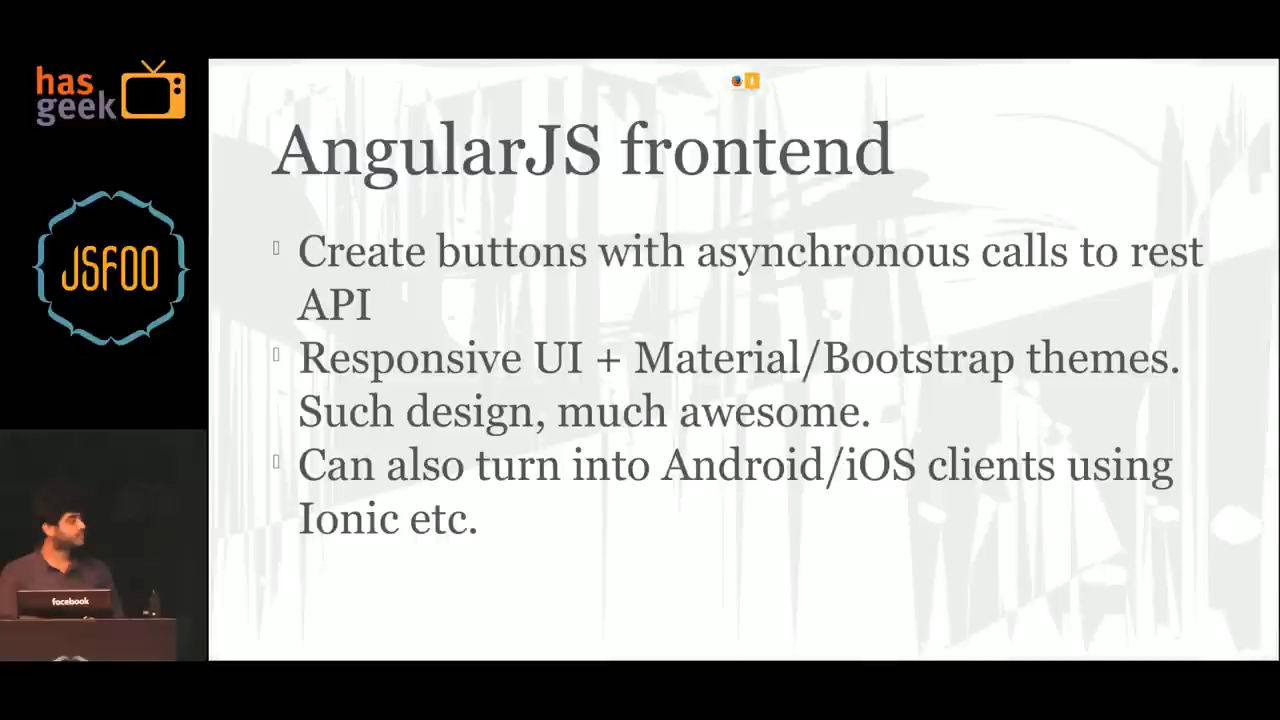 has
geek
JSFOO
AngularJS frontend
Create buttons with asynchronous calls to rest
API
Responsive UI + Material/Bootstrap themes.
Such design, much awesome.
Can also turn into Android/iOS clients using
Ionic etc.
facebook